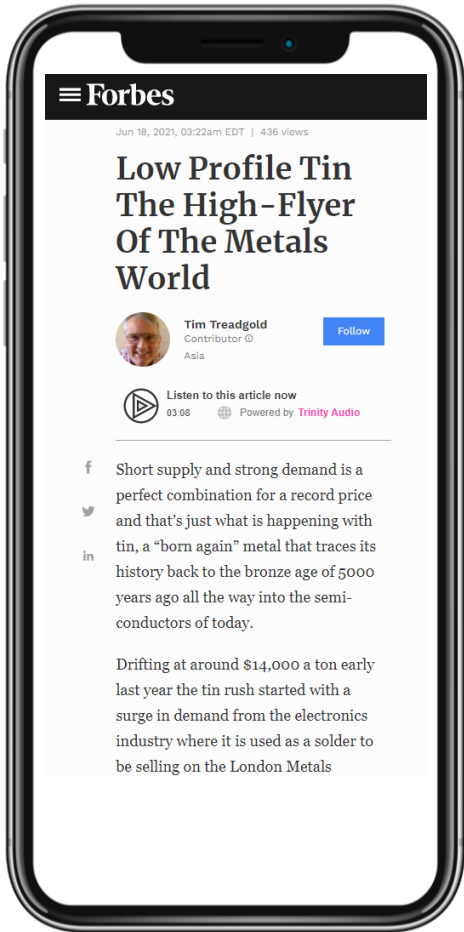 Forbes
Jun 18, 2021, 03:22am EDT | 436 views
Low Profile Tin
The High-Flyer
Of The Metals
World
Tim Treadgold
Contributor
Asia
Follow
Listen to this article now
03:08 Powered by Trinity Audio
Short supply and strong demand is a
perfect combination for a record price
and that’s just what is happening with
tin, a “born again” metal that traces its
history back to the bronze age of 5000
years ago all the way into the semi-
conductors of today.
Drifting at around $14,000 a ton early
last year the tin rush started with a
surge in demand from the electronics
industry where it is used as a solder to
be selling on the London Metals